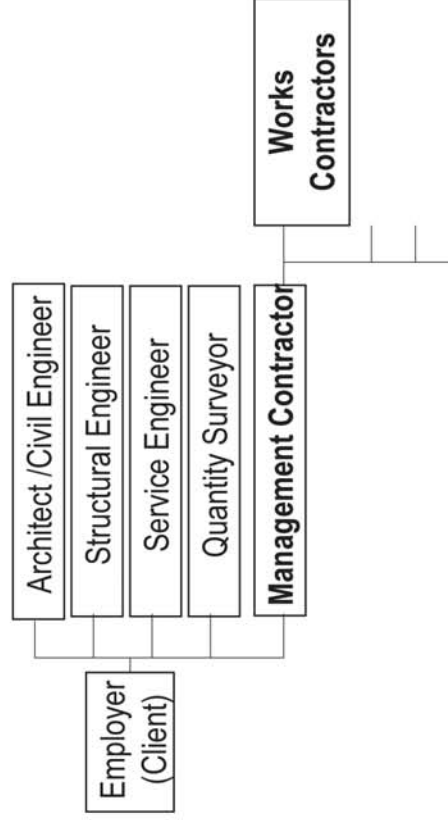 Employer
(Client)
Architect /Civil Engineer
Structural Engineer
Service Engineer
Quantity Surveyor
Management Contractor
Works
Contractors